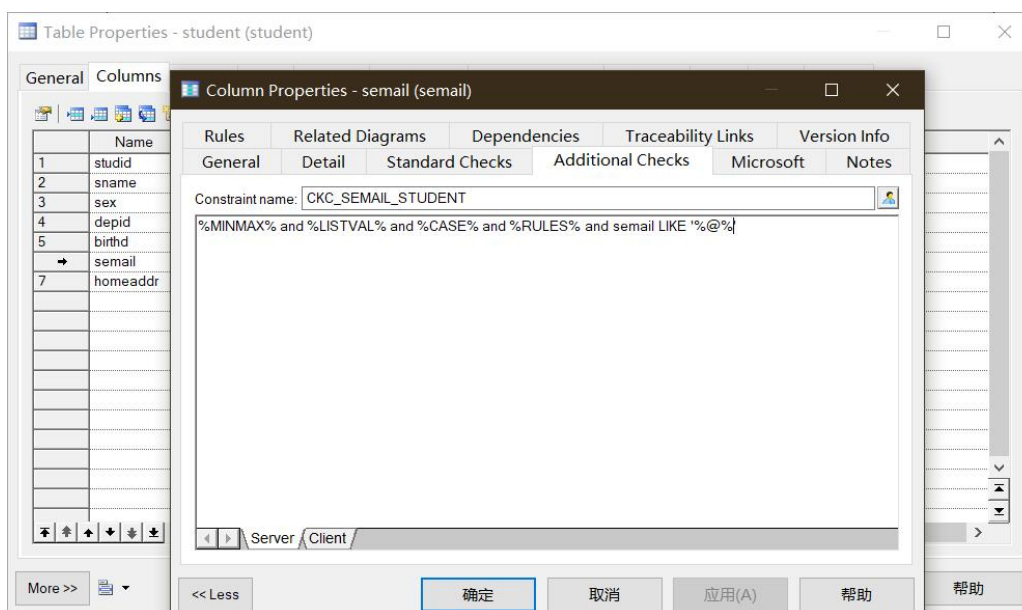 Table Properties - student (student)
General Columns
Column Properties - semail (semail)
Rules Related Diagrams Dependencies Traceability Links Version Info
General Detail Standard Checks Additional Checks Microsoft Notes
Constraint name: CKC_SEMAIL_STUDENT
%MINMAX% and %LISTVAL% and %CASE% and %RULES% and semail LIKE '%@%'
Name
1 studid
2 sname
3 sex
4 depid
5 birthd
semail
7 homeaddr
Server Client
More >>
<< Less 确定 取消 应用(A) 帮助
帮助